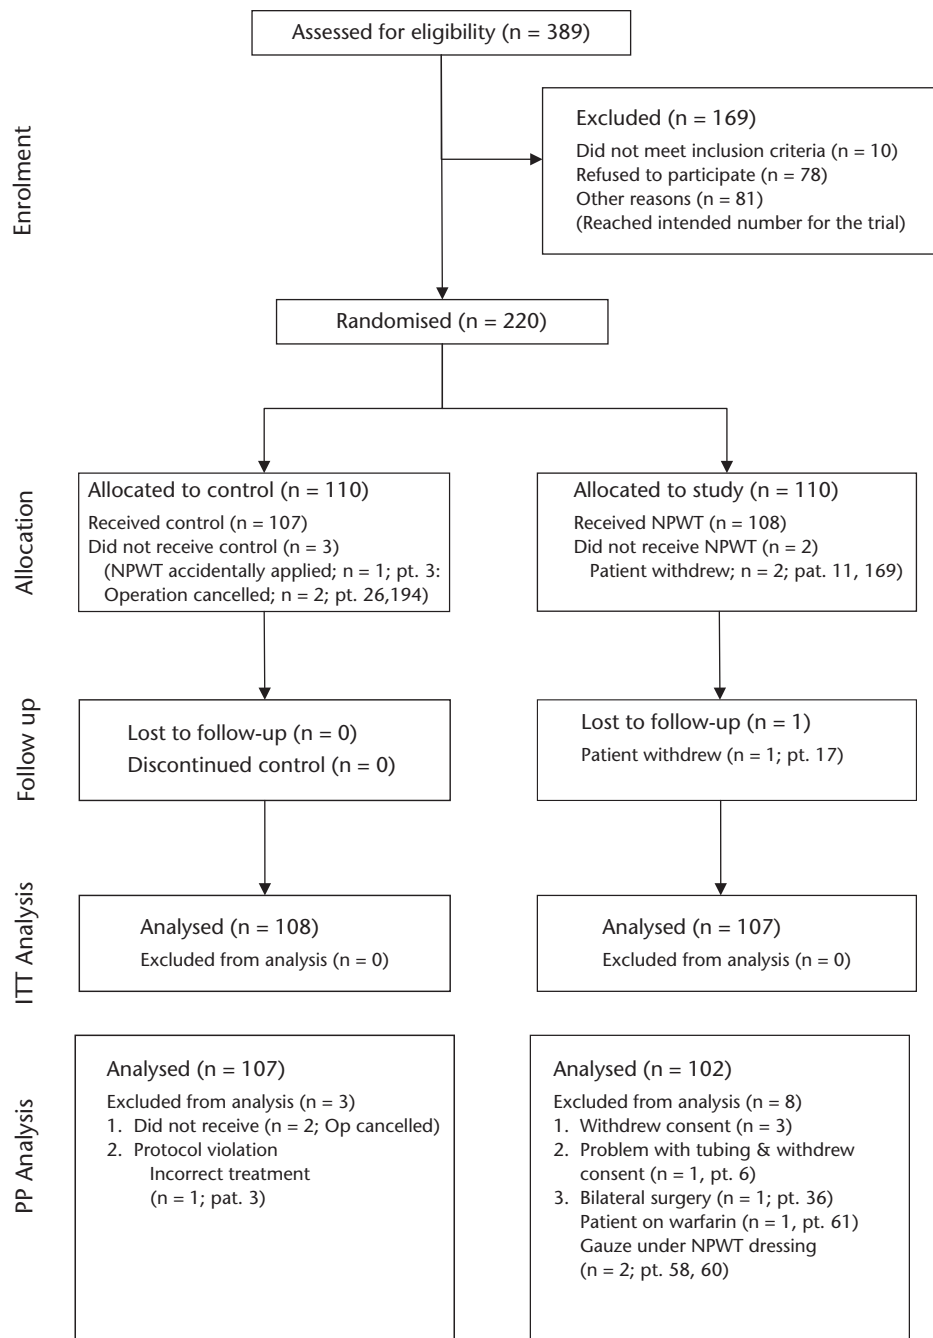 Assessed for eligibility (n = 389)
Enrolment
Excluded (n = 169)
Did not meet inclusion criteria (n = 10)
Refused to participate (n = 78)
Other reasons (n = 81)
(Reached intended number for the trial)
Randomised (n = 220)
Allocation
Allocated to control (n = 110)
Received control (n = 107)
Did not receive control (n = 3)
(NPWT accidentally applied; n = 1; pt. 3:
Operation cancelled; n = 2; pt. 26,194)
Allocated to study (n = 110)
Received NPWT (n = 108)
Did not receive NPWT (n = 2)
Patient withdrew; n = 2; pat. 11, 169)
Follow up
Lost to follow-up (n = 0)
Discontinued control (n = 0)
Lost to follow-up (n = 1)
Patient withdrew (n = 1; pt. 17)
ITT Analysis
Analysed (n = 108)
Excluded from analysis (n = 0)
Analysed (n = 107)
Excluded from analysis (n = 0)
PP Analysis
Analysed (n = 107)
Excluded from analysis (n = 3)
1. Did not receive (n = 2; Op cancelled)
2. Protocol violation
Incorrect treatment
(n = 1; pat. 3)
Analysed (n = 102)
Excluded from analysis (n = 8)
1. Withdrew consent (n = 3)
2. Problem with tubing & withdrew
consent (n = 1, pt. 6)
3. Bilateral surgery (n = 1; pt. 36)
Patient on warfarin (n = 1, pt. 61)
Gauze under NPWT dressing
(n = 2; pt. 58, 60)